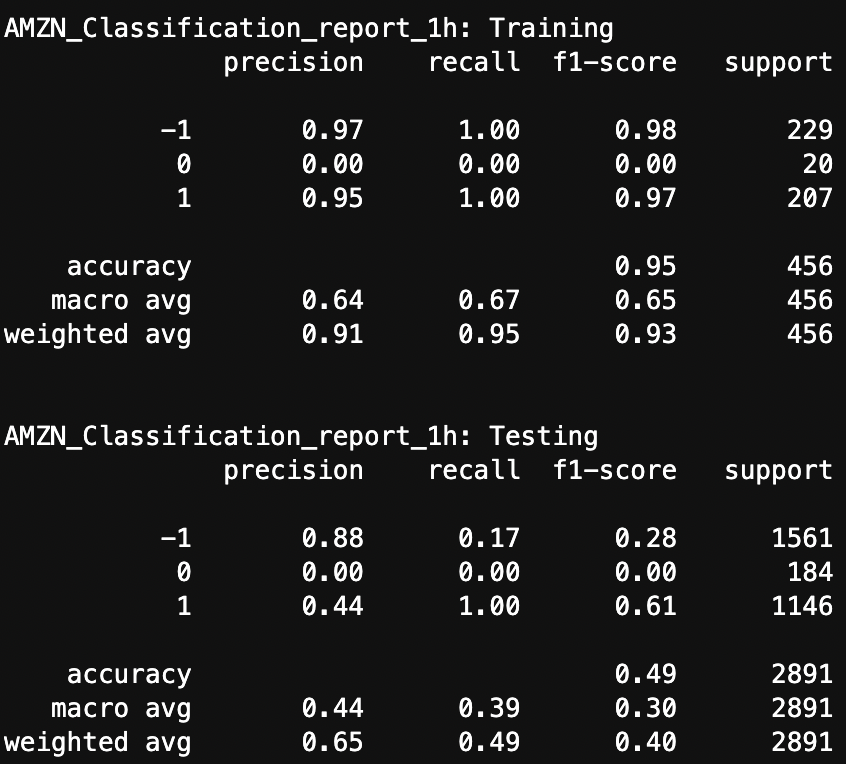 AMZN_Classification_report_1h: Training
precision recall f1-score support
-1 0.97 1.00 0.98 229
0 0.00 0.00 0.00 20
1 0.95 1.00 0.97 207
accuracy 0.95 456
macro avg 0.64 0.67 0.65 456
weighted avg 0.91 0.95 0.93 456
AMZN_Classification_report_1h: Testing
precision recall f1-score support
-1 0.88 0.17 0.28 1561
0 0.00 0.00 0.00 184
1 0.44 1.00 0.61 1146
accuracy 0.49 2891
macro avg 0.44 0.39 0.30 2891
weighted avg 0.65 0.49 0.40 2891